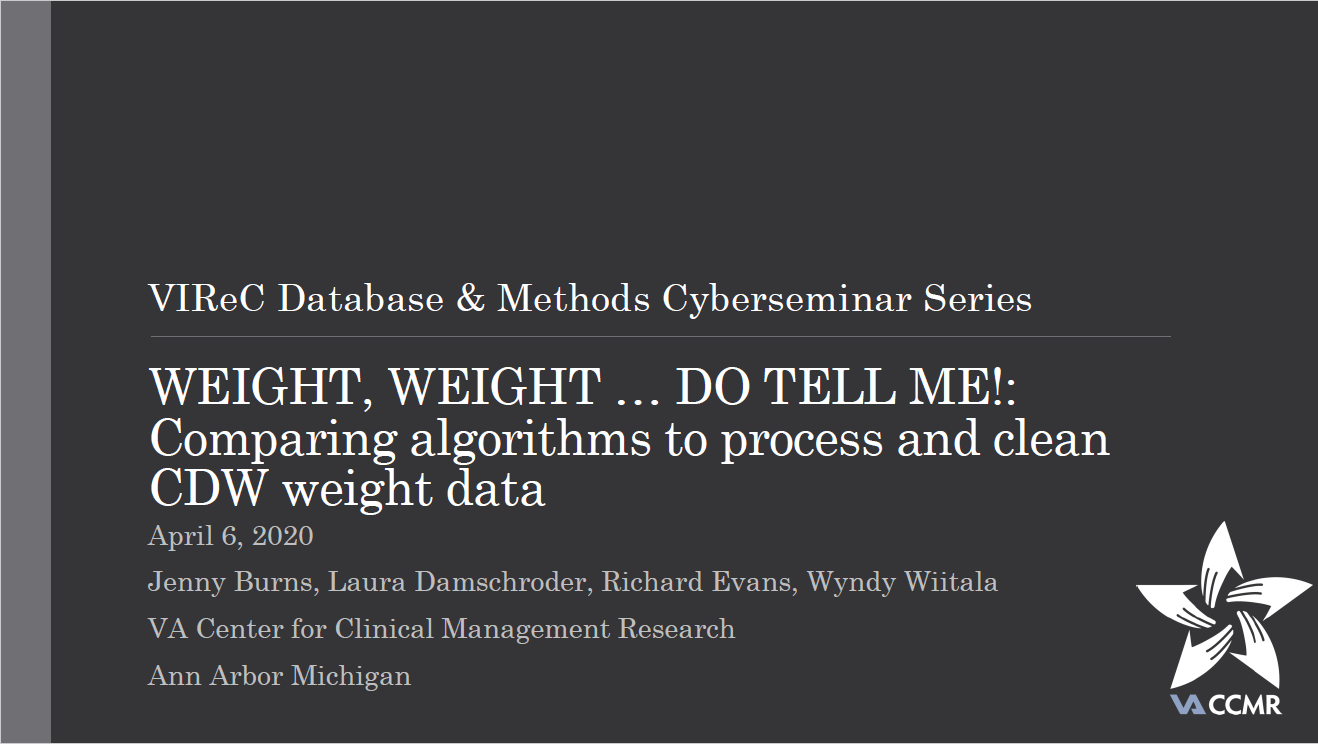 VIReC Database & Methods Cyberseminar Series
WEIGHT, WEIGHT … DO TELL ME!:
Comparing algorithms to process and clean
CDW weight data
April 6, 2020
Jenny Burns, Laura Damschroder, Richard Evans, Wyndy Wiitala
VA Center for Clinical Management Research
Ann Arbor Michigan
VA CCMR